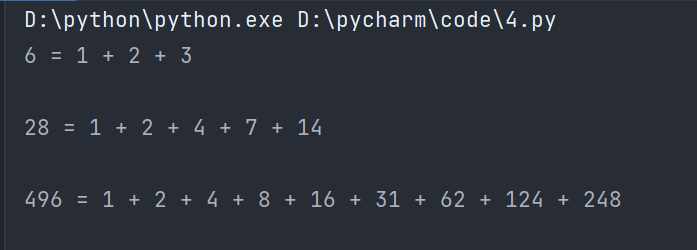 D:\python\python.exe D:\pycharm\code\4.py
6 = 1 + 2 + 3
28 = 1 + 2 + 4 + 7 + 14
496 = 1 + 2 + 4 + 8 + 16 + 31 + 62 + 124 + 248